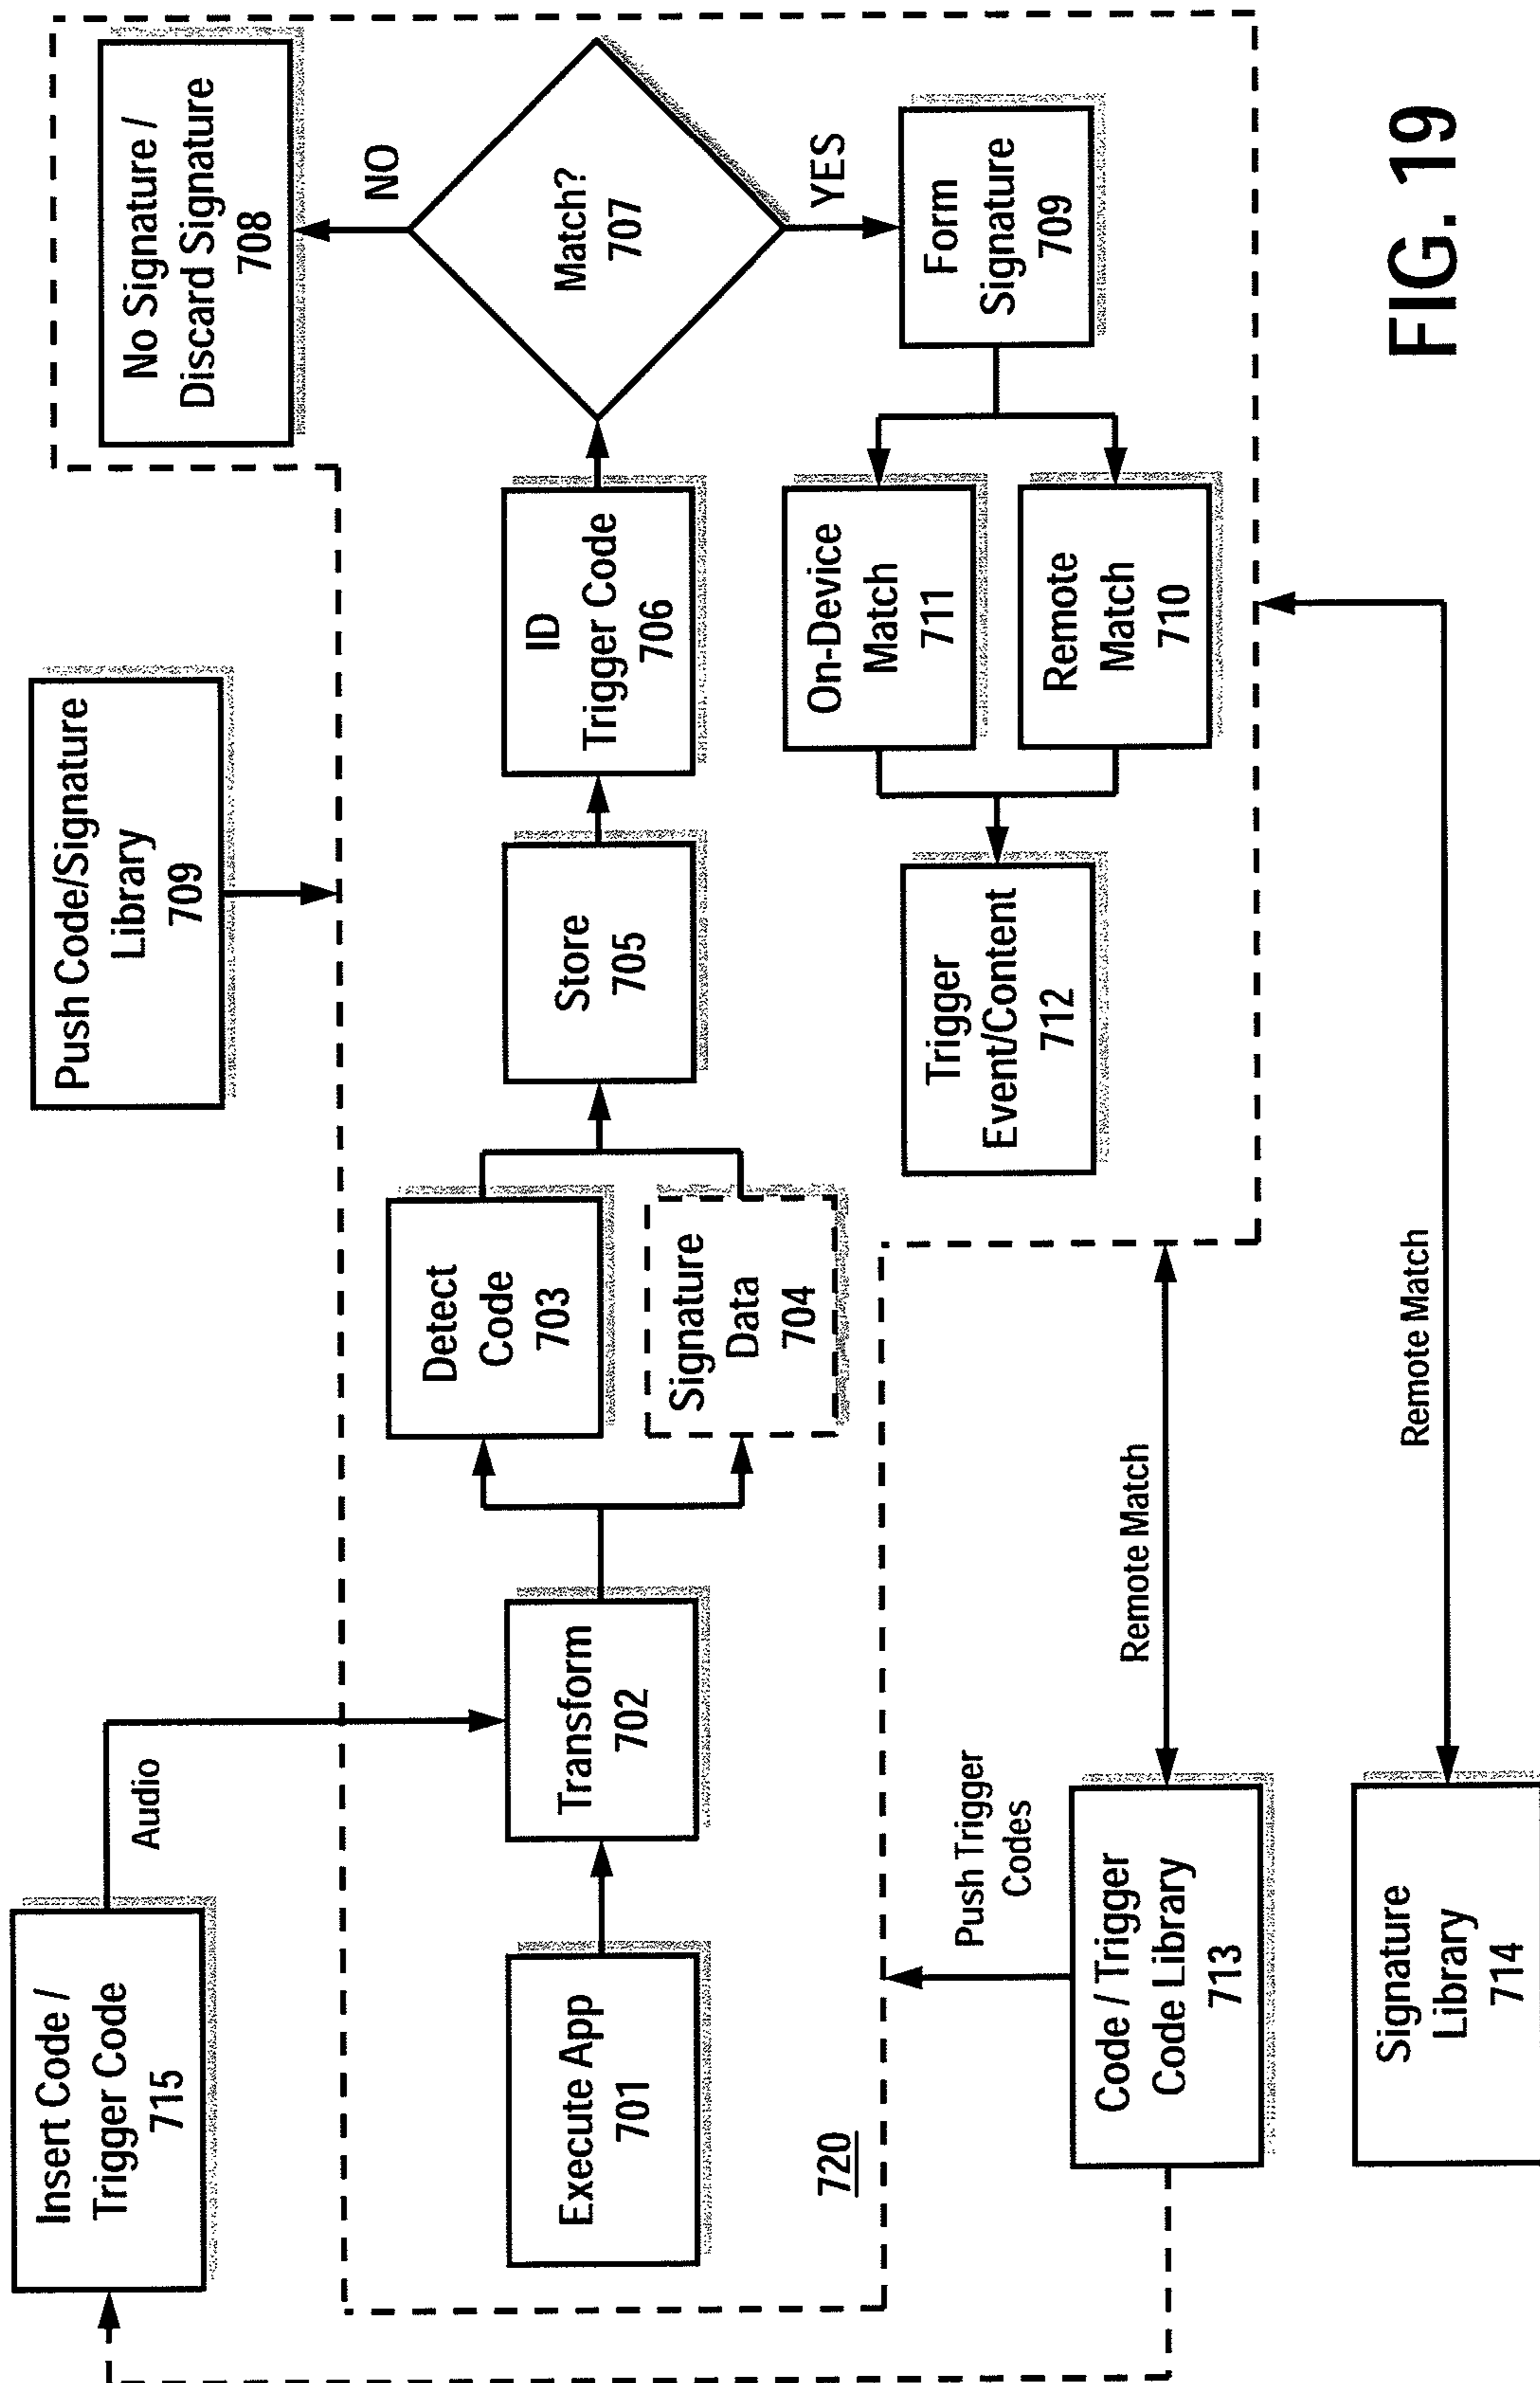 Insert Code /
Trigger Code
715
Audio
Push Code/Signature
Library
709
No Signature /
Discard Signature
708
NO
Execute App
701
Transform
702
Detect
Code
703
Signature
Data
704
Store
705
ID
Trigger Code
706
Match?
707
YES
Form
Signature
709
On-Device
Match
711
Remote
Match
710
Trigger
Event/Content
712
720
Push Trigger
Codes
Code / Trigger
Code Library
713
Remote Match
Signature
Library
714
Remote Match
FIG. 19